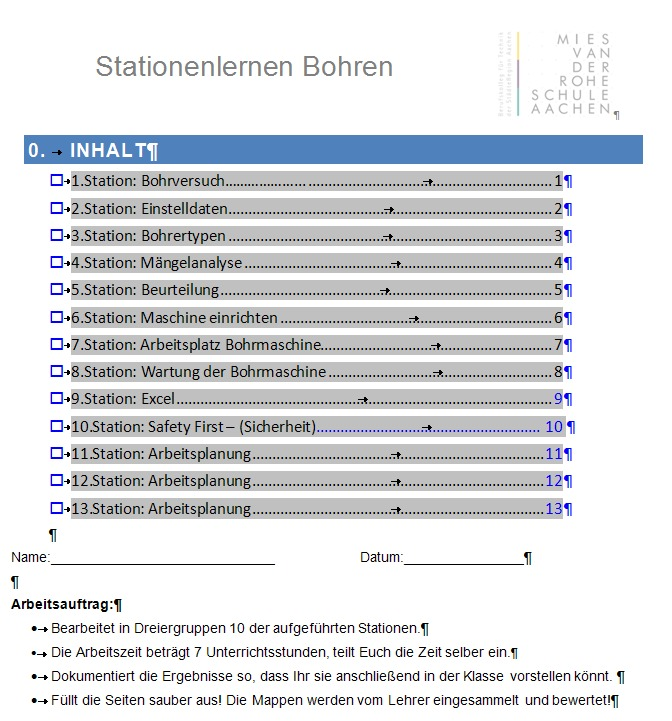 Stationenlernen Bohren
MIES
VAN
DER
ROHE
SCHULE
AACHEN¶
0. → INHALT¶
☐→1.Station: Bohrversuch......→......1¶
☐→2.Station: Einstelldaten......→......2¶
☐→3.Station: Bohrertypen......→......3¶
☐→4.Station: Mängelanalyse......→......4¶
☐→5.Station: Beurteilung......→......5¶
☐→6.Station: Maschine einrichten......→......6¶
☐→7.Station: Arbeitsplatz Bohrmaschine......→......7¶
☐→8.Station: Wartung der Bohrmaschine......→......8¶
☐→9.Station: Excel......→......9¶
☐→10.Station: Safety First – (Sicherheit)......→...... 10¶
☐→11.Station: Arbeitsplanung......→......11¶
☐→12.Station: Arbeitsplanung......→......12¶
☐→13.Station: Arbeitsplanung......→......13¶
¶
Name:____________________________ Datum:_______________¶
¶
Arbeitsauftrag:¶
•→Bearbeitet in Dreiergruppen 10 der aufgeführten Stationen.¶
•→Die Arbeitszeit beträgt 7 Unterrichtsstunden, teilt Euch die Zeit selber ein.¶
•→Dokumentiert die Ergebnisse so, dass Ihr sie anschließend in der Klasse vorstellen könnt. ¶
•→Füllt die Seiten sauber aus! Die Mappen werden vom Lehrer eingesammelt und bewertet!¶